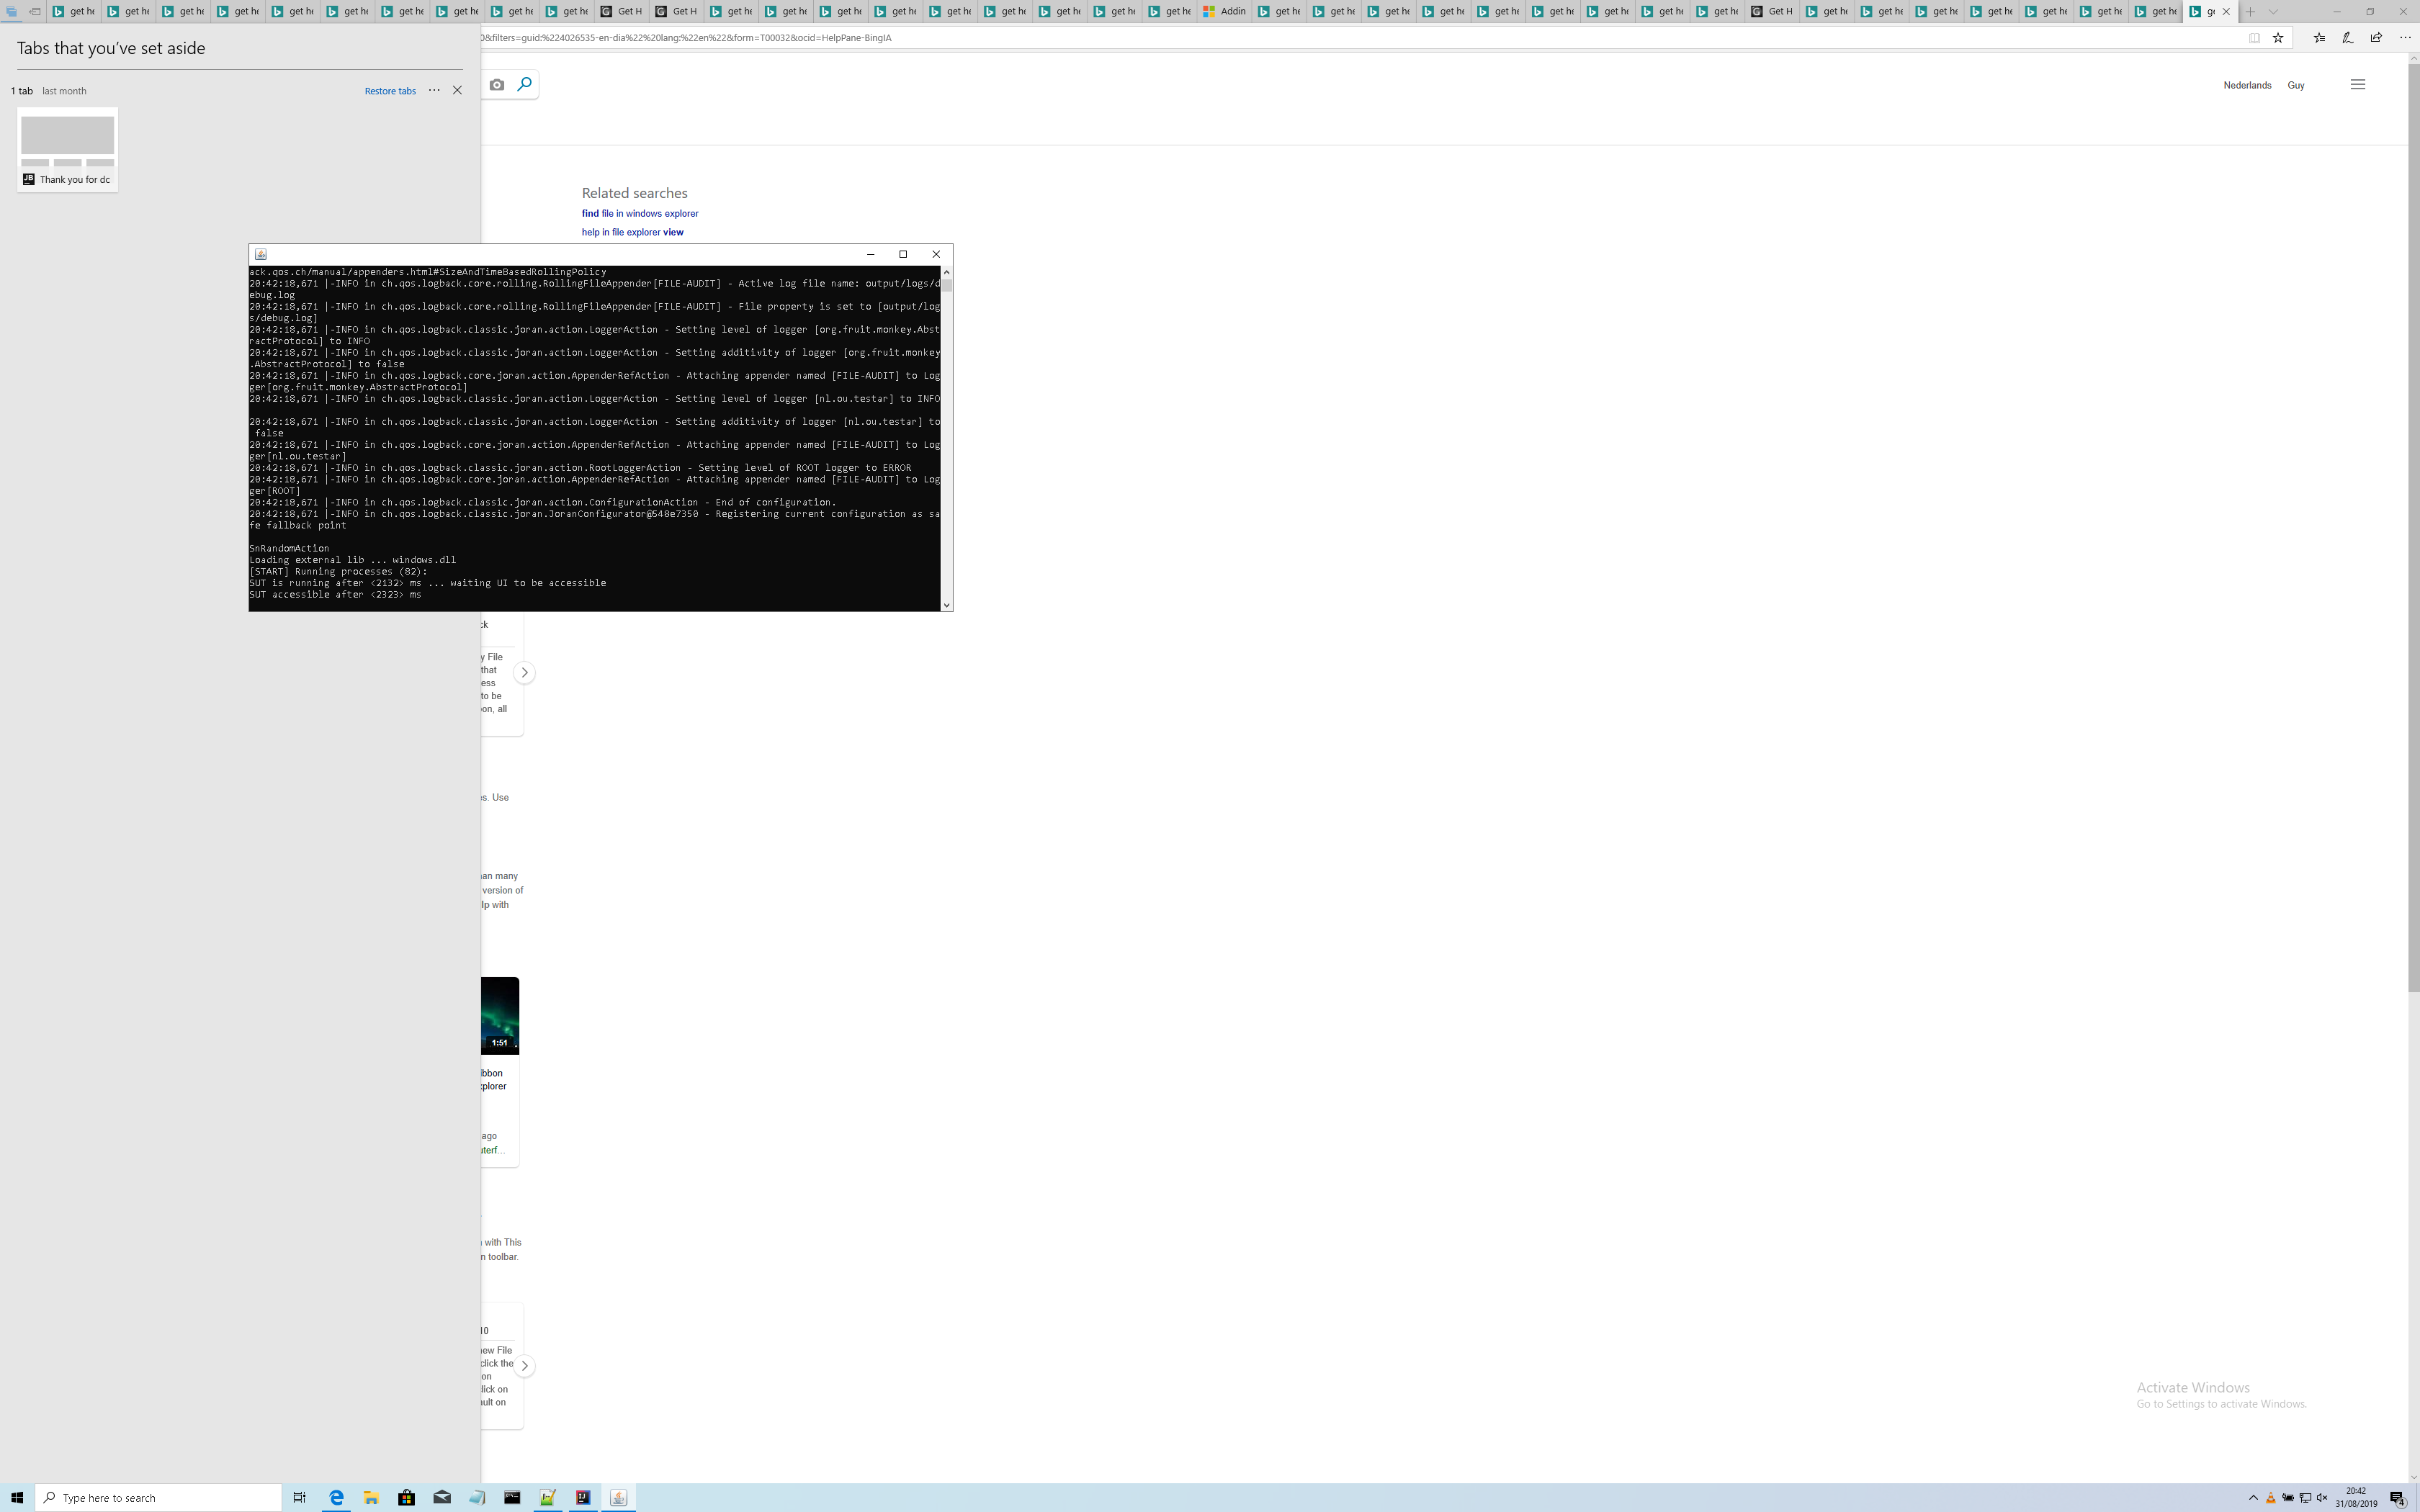 get he get he get he get he get he get he get he get he get he get he Get H Get H get he get he get he get he get he get he get he get he get he Addin get he get he get he get he get he get he get he get he get he Get H get he get he get he get he get he get he get he ge
Tabs that you've set aside
0&filters=guid:%224026535-en-dia%22%20lang:%22en%22&form=T00032&ocid=HelpPane-BingIA
1 tab last month Restore tabs
Nederlands Guy
JB Thank you for dc
Related searches
find file in windows explorer
help in file explorer view
ack.qos.ch/manual/appenders.html#SizeAndTimeBasedRollingPolicy
20:42:18,671 |-INFO in ch.qos.logback.core.rolling.RollingFileAppender[FILE-AUDIT] - Active log file name: output/logs/d
ebug.log
20:42:18,671 |-INFO in ch.qos.logback.core.rolling.RollingFileAppender[FILE-AUDIT] - File property is set to [output/log
s/debug.log]
20:42:18,671 |-INFO in ch.qos.logback.classic.joran.action.LoggerAction - Setting level of logger [org.fruit.monkey.Abst
ractProtocol] to INFO
20:42:18,671 |-INFO in ch.qos.logback.classic.joran.action.LoggerAction - Setting additivity of logger [org.fruit.monkey
.AbstractProtocol] to false
20:42:18,671 |-INFO in ch.qos.logback.core.joran.action.AppenderRefAction - Attaching appender named [FILE-AUDIT] to Log
ger[org.fruit.monkey.AbstractProtocol]
20:42:18,671 |-INFO in ch.qos.logback.classic.joran.action.LoggerAction - Setting level of logger [nl.ou.testar] to INFO
20:42:18,671 |-INFO in ch.qos.logback.classic.joran.action.LoggerAction - Setting additivity of logger [nl.ou.testar] to
false
20:42:18,671 |-INFO in ch.qos.logback.core.joran.action.AppenderRefAction - Attaching appender named [FILE-AUDIT] to Log
ger[nl.ou.testar]
20:42:18,671 |-INFO in ch.qos.logback.classic.joran.action.RootLoggerAction - Setting level of ROOT logger to ERROR
20:42:18,671 |-INFO in ch.qos.logback.core.joran.action.AppenderRefAction - Attaching appender named [FILE-AUDIT] to Log
ger[ROOT]
20:42:18,671 |-INFO in ch.qos.logback.classic.joran.action.ConfigurationAction - End of configuration.
20:42:18,671 |-INFO in ch.qos.logback.classic.joran.JoranConfigurator@548e7350 - Registering current configuration as sa
fe fallback point
SnRandomAction
Loading external lib ... windows.dll
[START] Running processes (82):
SUT is running after <2132> ms ... waiting UI to be accessible
SUT accessible after <2323> ms
ck
y File
that
ess
to be
on, all
es. Use
an many
version of
lp with
1:51
bbon
xplorer
ago
uterf...
with This
n toolbar.
10
ew File
click the
on
lick on
ault on
Activate Windows
Go to Settings to activate Windows.
Type here to search
20:42
31/08/2019
4